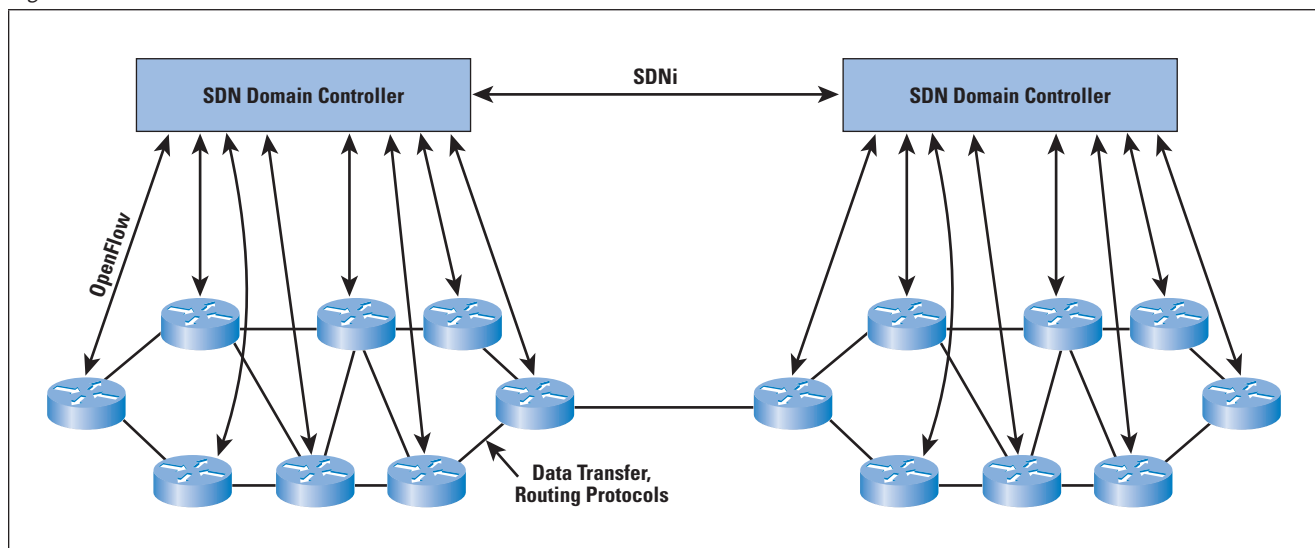 SDNi
SDN Domain Controller
SDN Domain Controller
OpenFlow
Data Transfer,
Routing Protocols